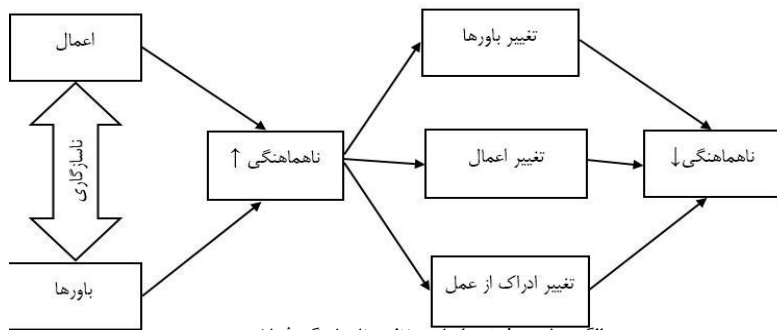 اعمال
ناسازگاری
باورها
ناهماهنگی ↑
تغییر باورها
تغییر اعمال
تغییر ادراک از عمل
ناهماهنگی↓